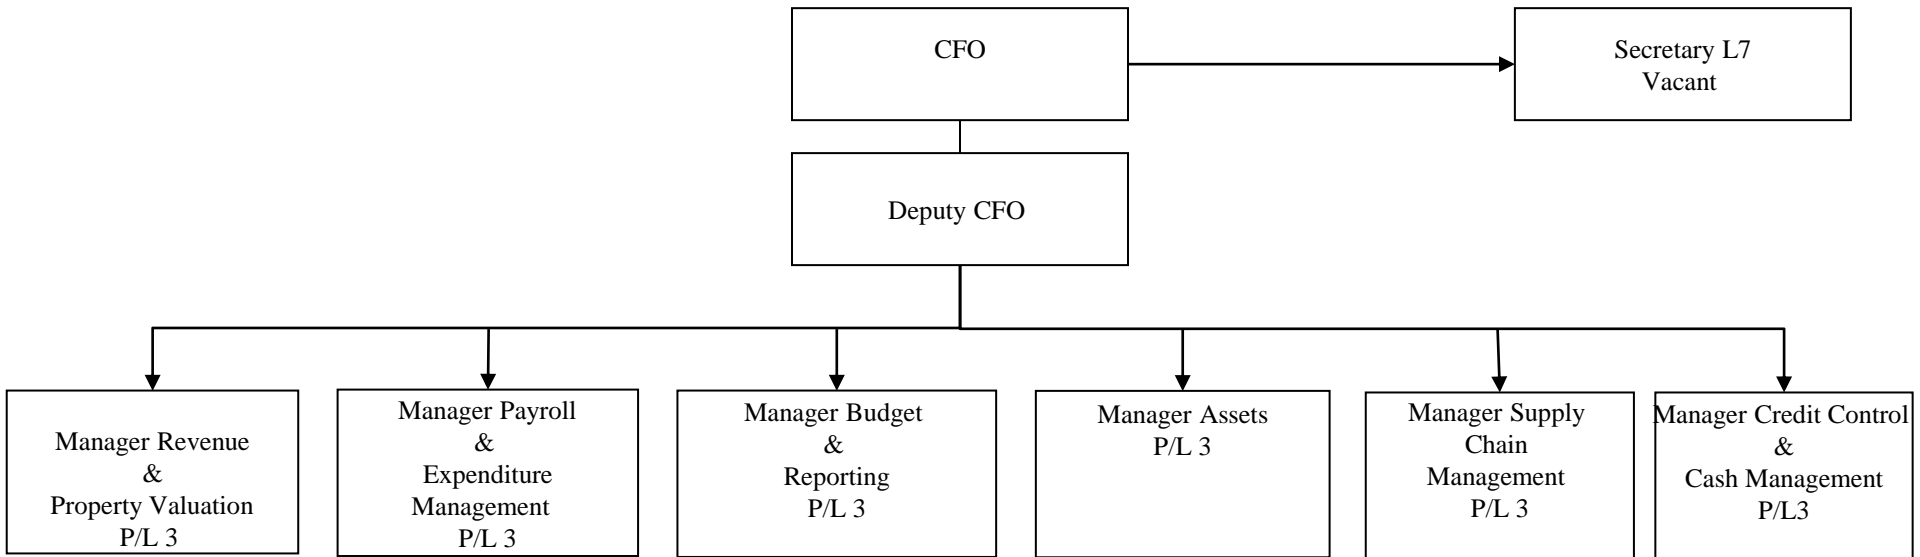 CFO
Secretary L7
Vacant
Deputy CFO
Manager Revenue
&
Property Valuation
P/L 3
Manager Payroll
&
Expenditure
Management
P/L 3
Manager Budget
&
Reporting
P/L 3
Manager Assets
P/L 3
Manager Supply
Chain
Management
P/L 3
Manager Credit Control
&
Cash Management
P/L3